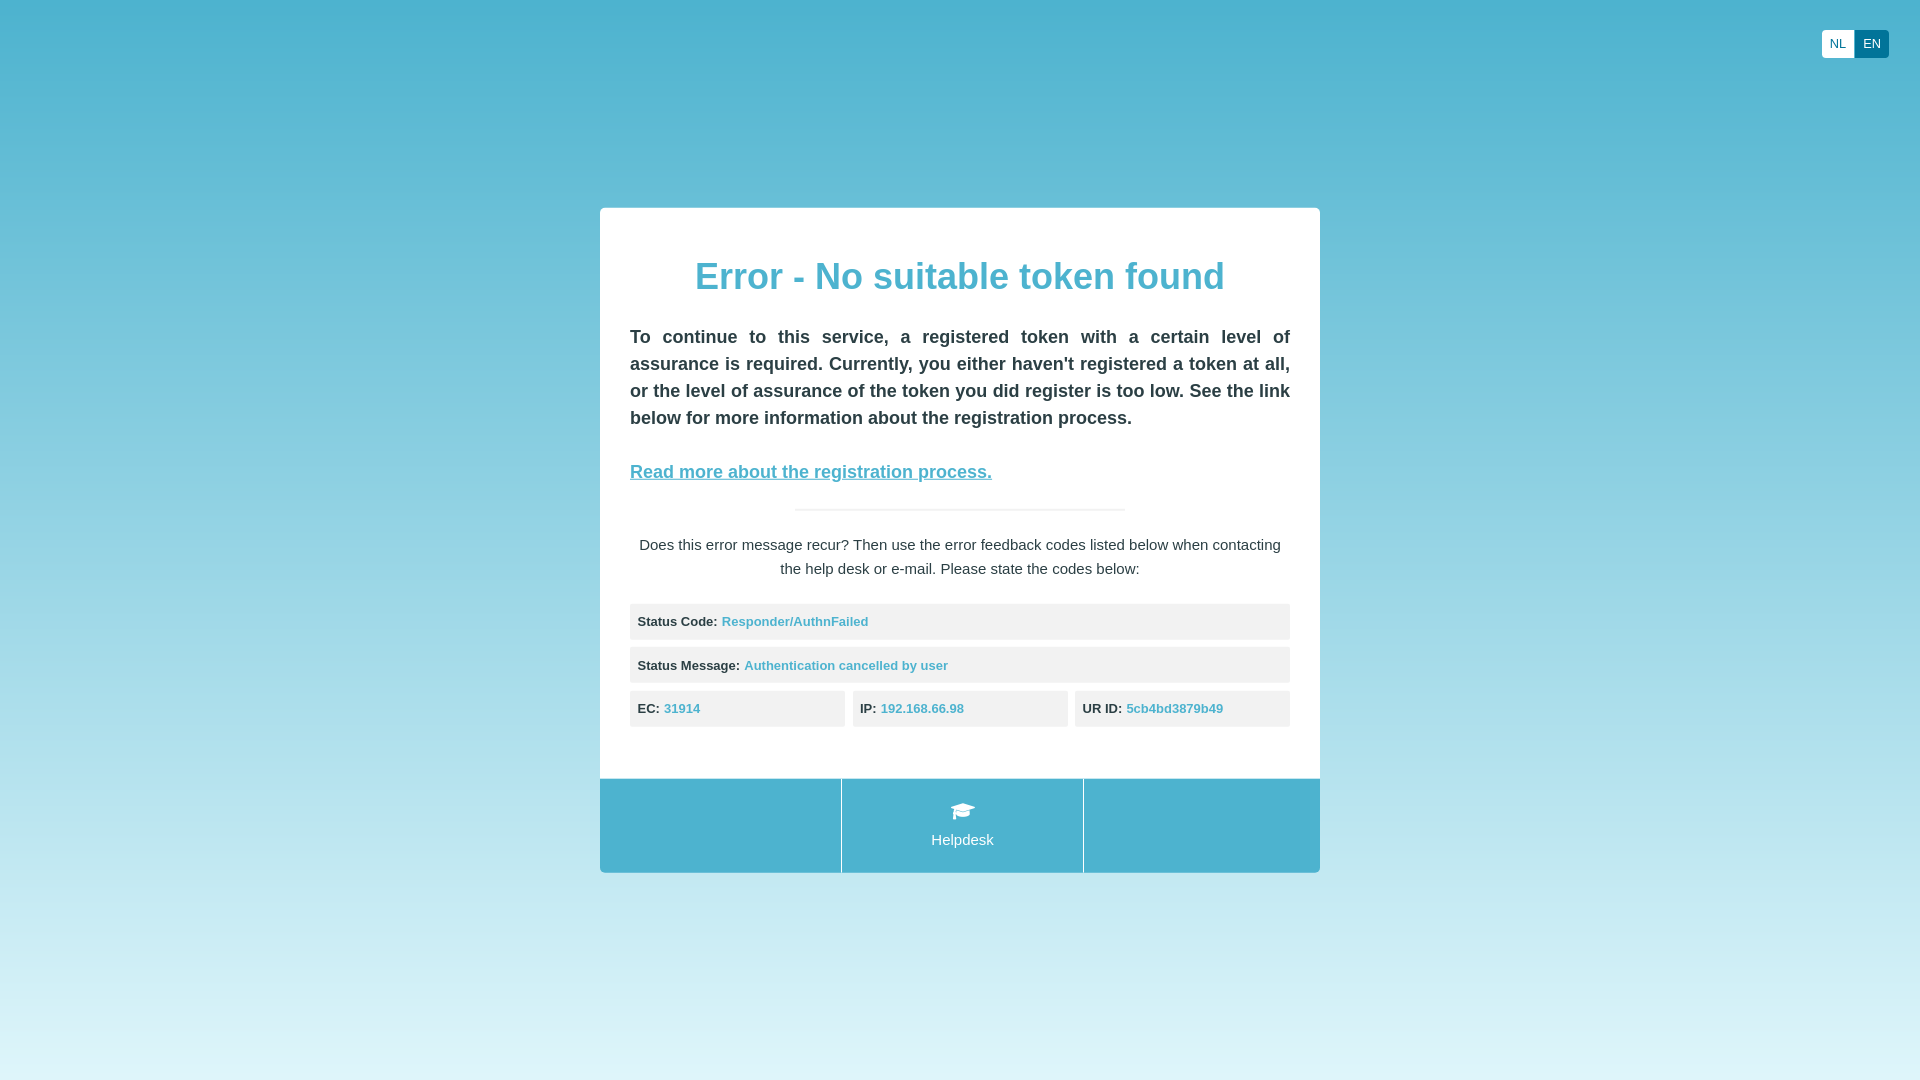 NL EN
Error - No suitable token found
To continue to this service, a registered token with a certain level of
assurance is required. Currently, you either haven't registered a token at all,
or the level of assurance of the token you did register is too low. See the link
below for more information about the registration process.
Read more about the registration process.
Does this error message recur? Then use the error feedback codes listed below when contacting
the help desk or e-mail. Please state the codes below:
Status Code: Responder/AuthnFailed
Status Message: Authentication cancelled by user
EC: 31914 IP: 192.168.66.98 UR ID: 5cb4bd3879b49
Helpdesk